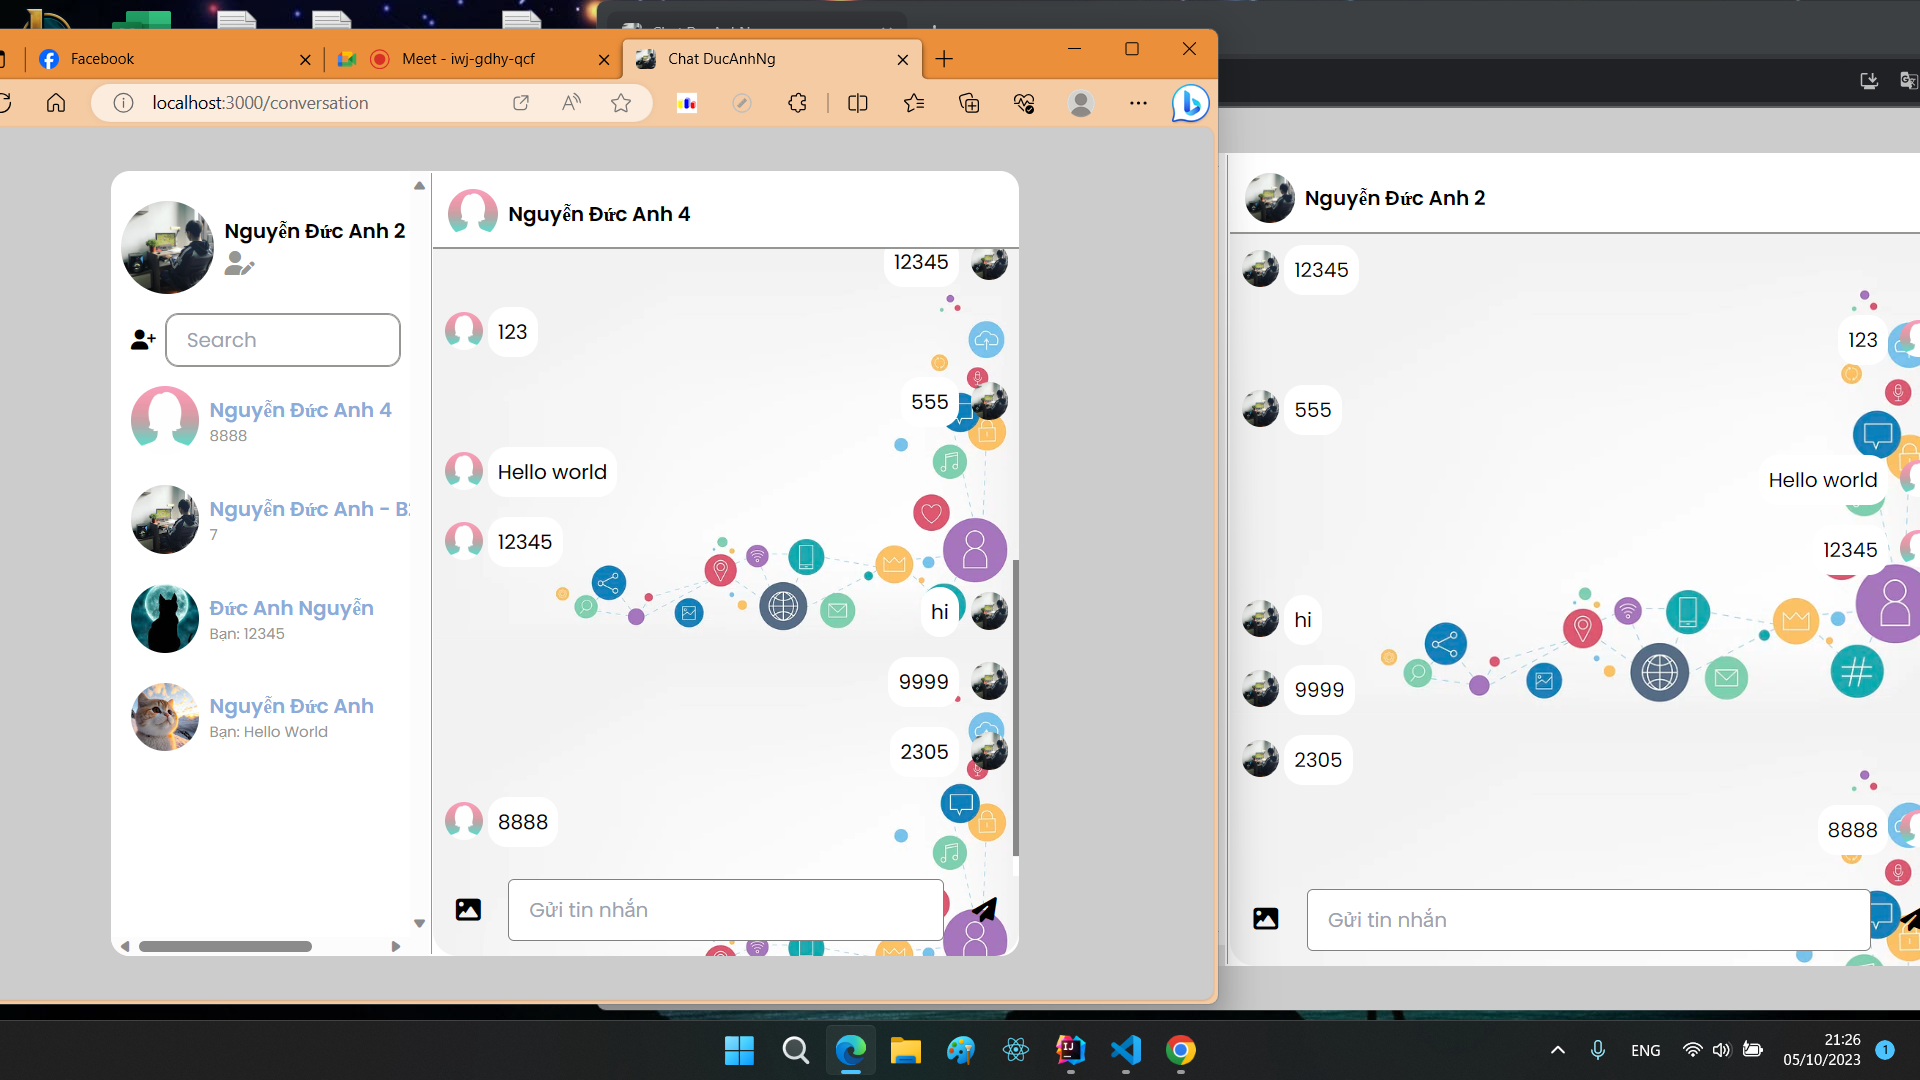 Facebook
Meet - iwj-gdhy-qcf
Chat DucAnhNg
localhost:3000/conversation
Nguyễn Đức Anh 2
Search
Nguyễn Đức Anh 4
8888
Nguyễn Đức Anh - B
7
Đức Anh Nguyễn
Bạn: 12345
Nguyễn Đức Anh
Bạn: Hello World
Nguyễn Đức Anh 4
12345
123
555
Hello world
12345
hi
9999
2305
8888
Gửi tin nhắn
Nguyễn Đức Anh 2
12345
123
555
Hello world
12345
hi
9999
2305
8888
Gửi tin nhắn
ENG
21:26
05/10/2023
1